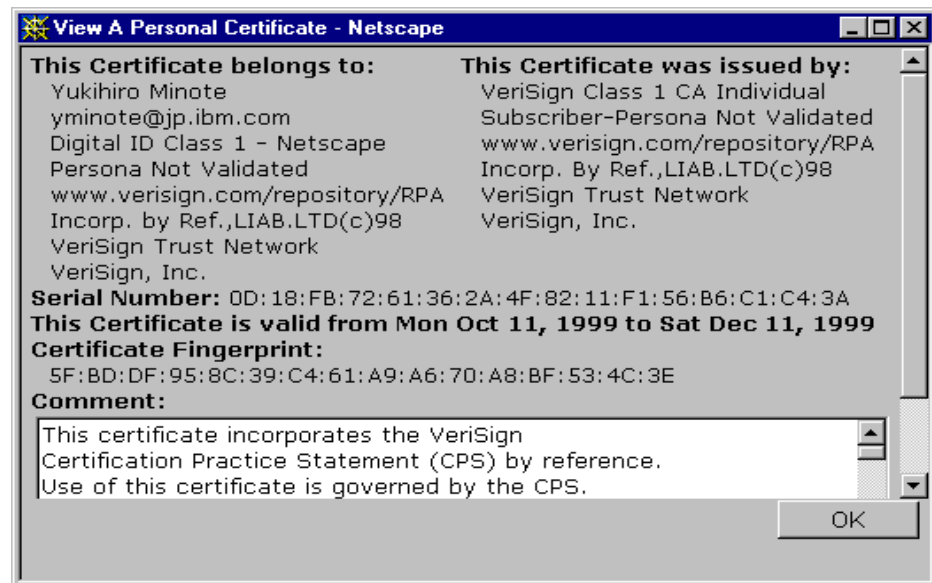 View A Personal Certificate - Netscape
This Certificate belongs to:
Yukihiro Minote
yminote@jp.ibm.com
Digital ID Class 1 - Netscape
Persona Not Validated
www.verisign.com/repository/RPA
Incorp. by Ref.,LIAB.LTD(c)98
VeriSign Trust Network
VeriSign, Inc.
This Certificate was issued by:
VeriSign Class 1 CA Individual
Subscriber-Persona Not Validated
www.verisign.com/repository/RPA
Incorp. By Ref.,LIAB.LTD(c)98
VeriSign Trust Network
VeriSign, Inc.
Serial Number: 0D:18:FB:72:61:36:2A:4F:82:11:F1:56:B6:C1:C4:3A
This Certificate is valid from Mon Oct 11, 1999 to Sat Dec 11, 1999
Certificate Fingerprint:
5F:BD:DF:95:8C:39:C4:61:A9:A6:70:A8:BF:53:4C:3E
Comment:
This certificate incorporates the VeriSign
Certification Practice Statement (CPS) by reference.
Use of this certificate is governed by the CPS.
OK